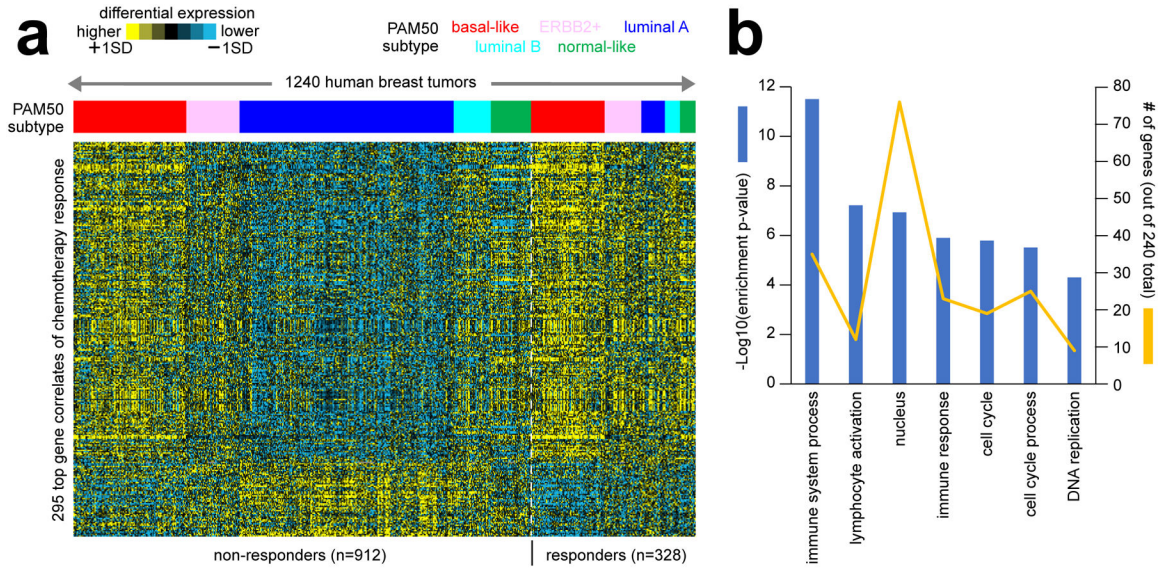 a
differential expression
higher lower
+1SD −1SD
PAM50 basal-like ERBB2+ luminal A
subtype luminal B normal-like
1240 human breast tumors
PAM50
subtype
295 top gene correlates of chemotherapy response
non-responders (n=912) responders (n=328)
b
-Log10(enrichment p-value)
12
10
8
6
4
2
0
80
70
60
50
40
30
20
10
0
# of genes (out of 240 total)
immune system process
lymphocyte activation
nucleus
immune response
cell cycle
cell cycle process
DNA replication